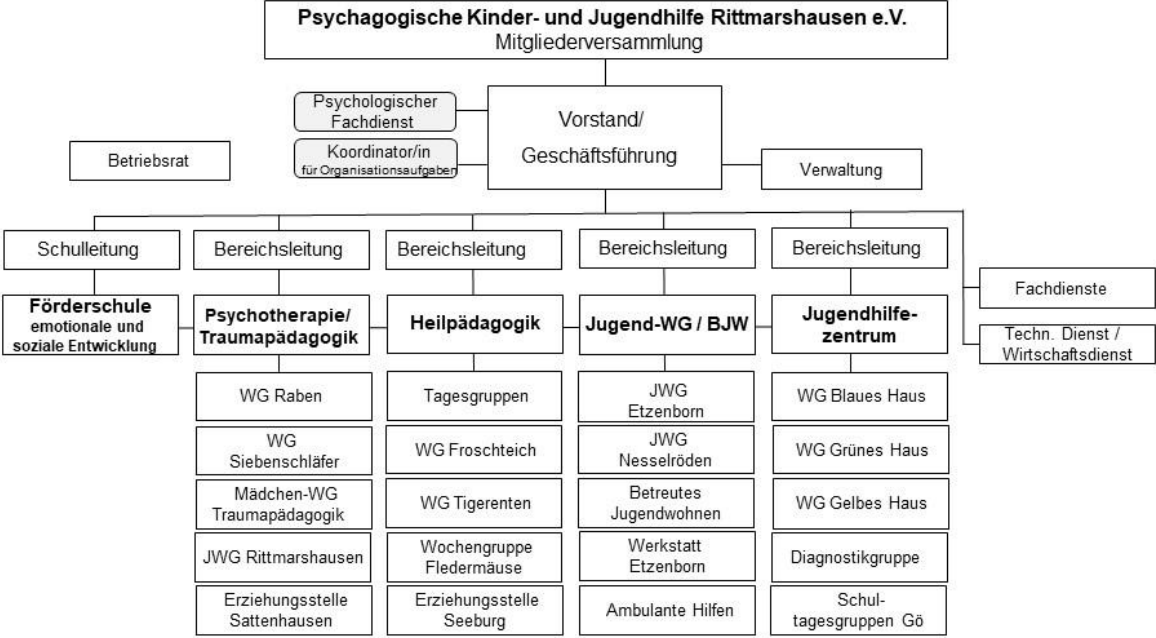 Psychagogische Kinder- und Jugendhilfe Rittmarshausen e.V.
Mitgliederversammlung
Psychologischer
Fachdienst
Vorstand/
Geschäftsführung
Koordinator/in
für Organisationsaufgaben
Betriebsrat
Verwaltung
Schulleitung
Bereichsleitung
Bereichsleitung
Bereichsleitung
Bereichsleitung
Fachdienste
Techn. Dienst /
Wirtschaftsdienst
Förderschule
emotionale und
soziale Entwicklung
Psychotherapie/
Traumapädagogik
Heilpädagogik
Jugend-WG / BJW
Jugendhilfe-
zentrum
WG Raben
Tagesgruppen
JWG
Etzenborn
WG Blaues Haus
WG
Siebenschläfer
WG Froschteich
JWG
Nesselröden
WG Grünes Haus
Mädchen-WG
Traumapädagogik
WG Tigerenten
Betreutes
Jugendwohnen
WG Gelbes Haus
JWG Rittmarshausen
Wochengruppe
Fledermäuse
Werkstatt
Etzenborn
Diagnostikgruppe
Erziehungsstelle
Sattenhausen
Erziehungsstelle
Seeburg
Ambulante Hilfen
Schul-
tagesgruppen Gö